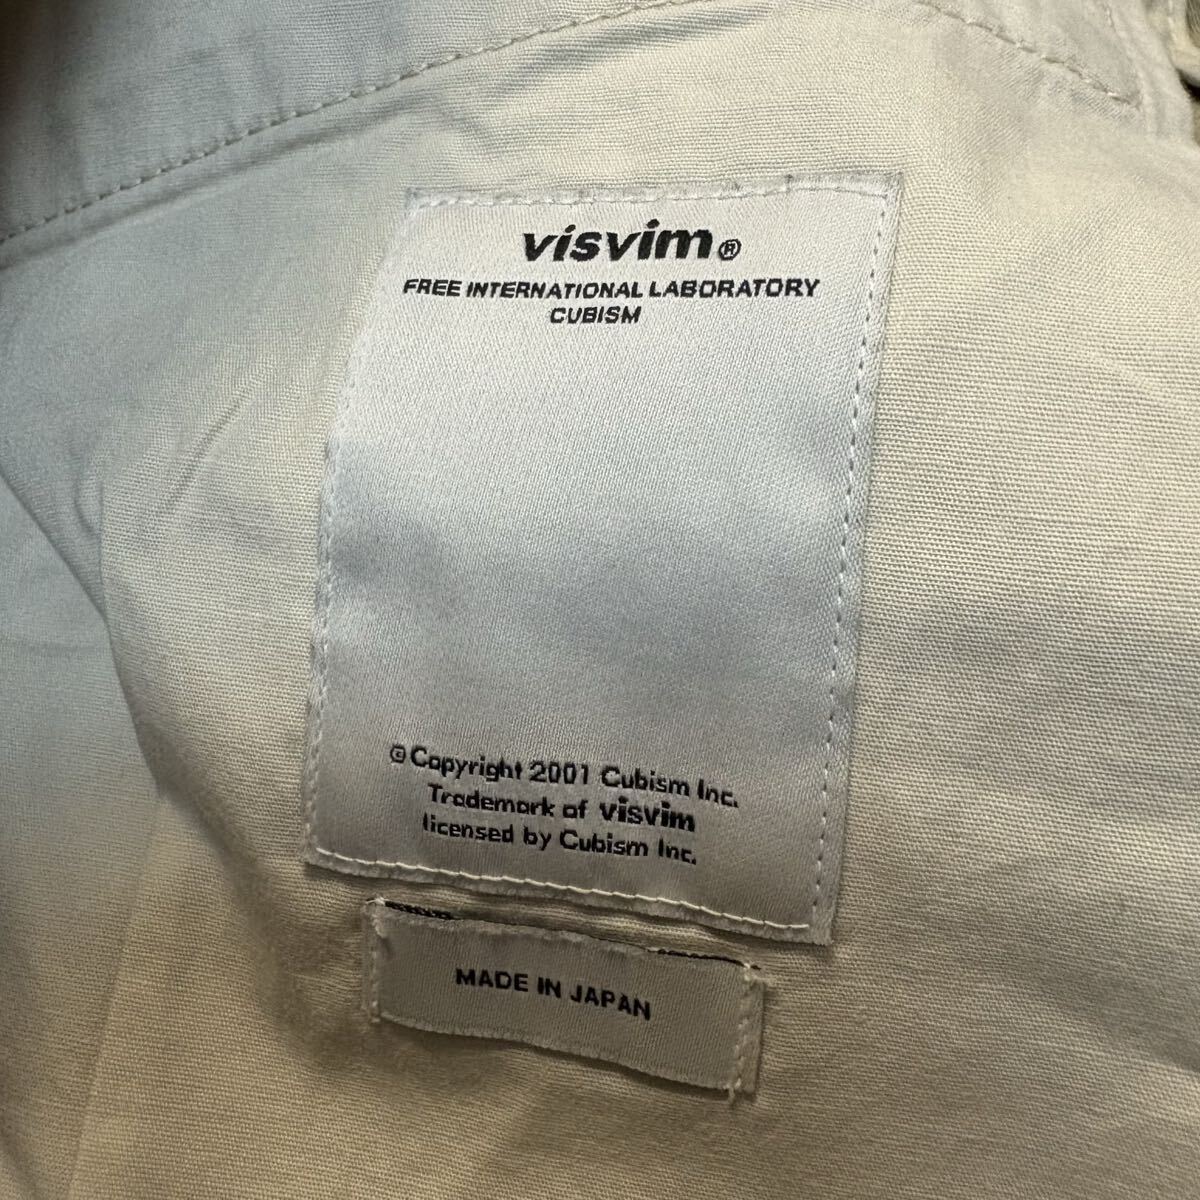 visvim®
FREE INTERNATIONAL LABORATORY
CUBISM
©Copyright 2001 Cubism Inc.
Trademark of visvim
licensed by Cubism Inc.
MADE IN JAPAN